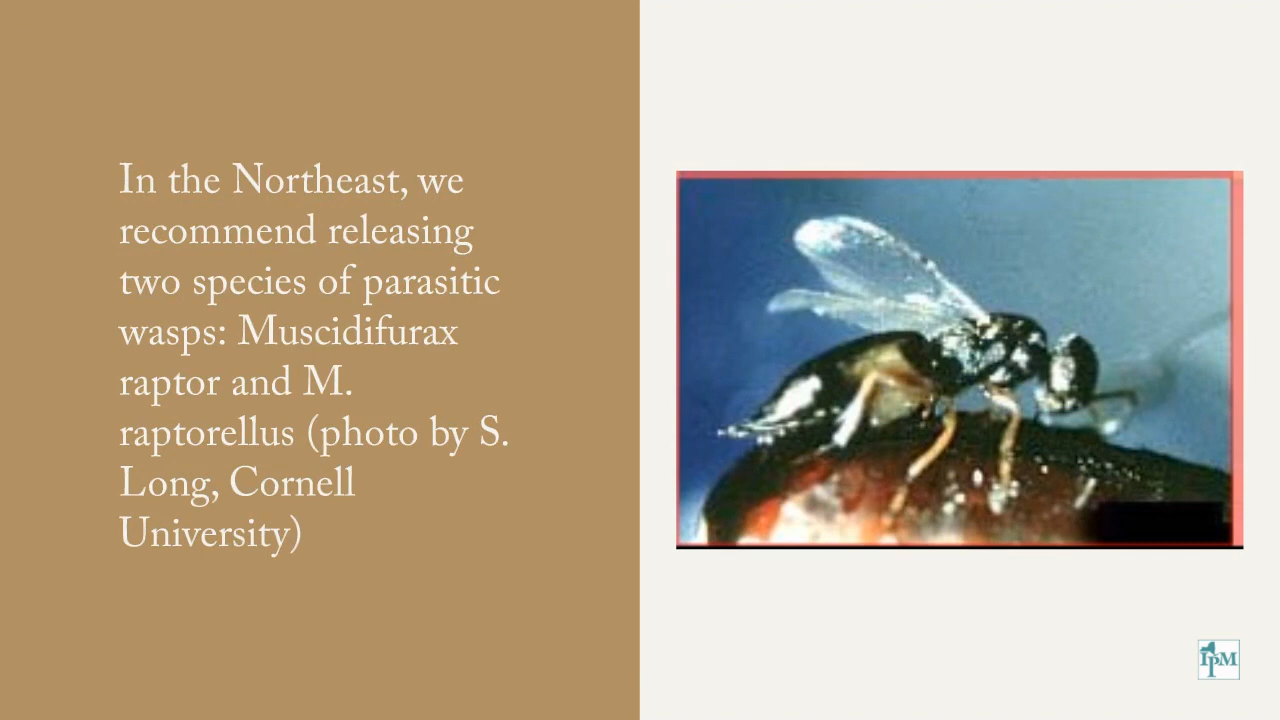 In the Northeast, we
recommend releasing
two species of parasitic
wasps: Muscidifurax
raptor and M.
raptorellus (photo by S.
Long, Cornell
University)
IPM